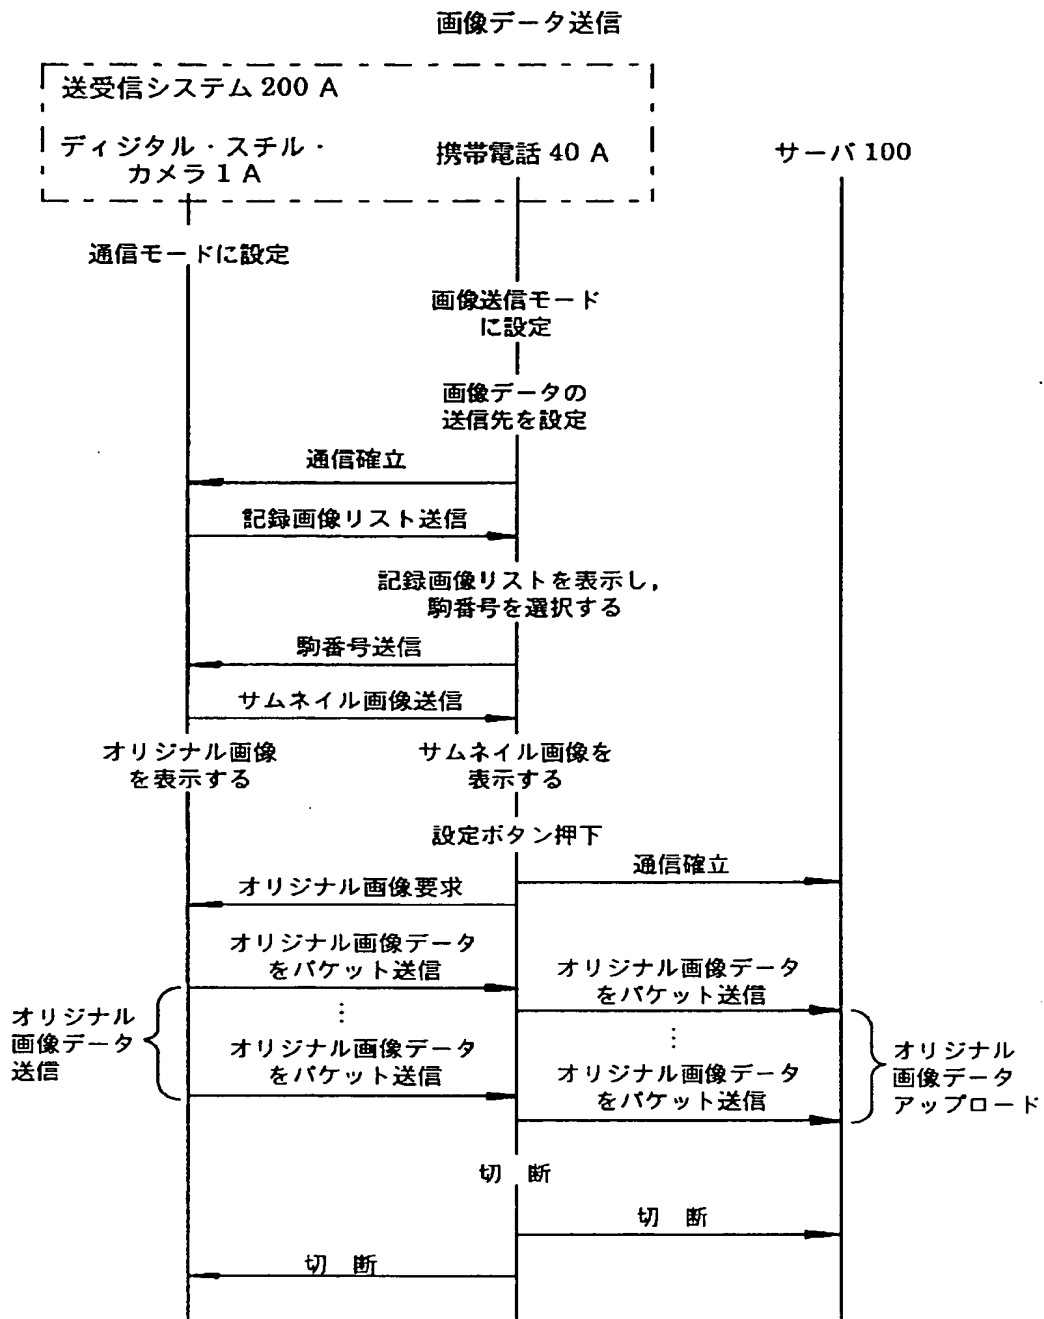 画像データ送信
送受信システム 200 A
ディジタル・スチル・
カメラ 1 A
携帯電話 40 A
サーバ 100
通信モードに設定
画像送信モード
に設定
画像データの
送信先を設定
通信確立
記録画像リスト送信
記録画像リストを表示し,
駒番号を選択する
駒番号送信
サムネイル画像送信
オリジナル画像
を表示する
サムネイル画像を
表示する
設定ボタン押下
通信確立
オリジナル画像要求
オリジナル画像データ
をパケット送信
オリジナル画像データ
をパケット送信
オリジナル
画像データ
送信
⋮
⋮
オリジナル画像データ
をパケット送信
オリジナル画像データ
をパケット送信
オリジナル
画像データ
アップロード
切 断
切 断
切 断